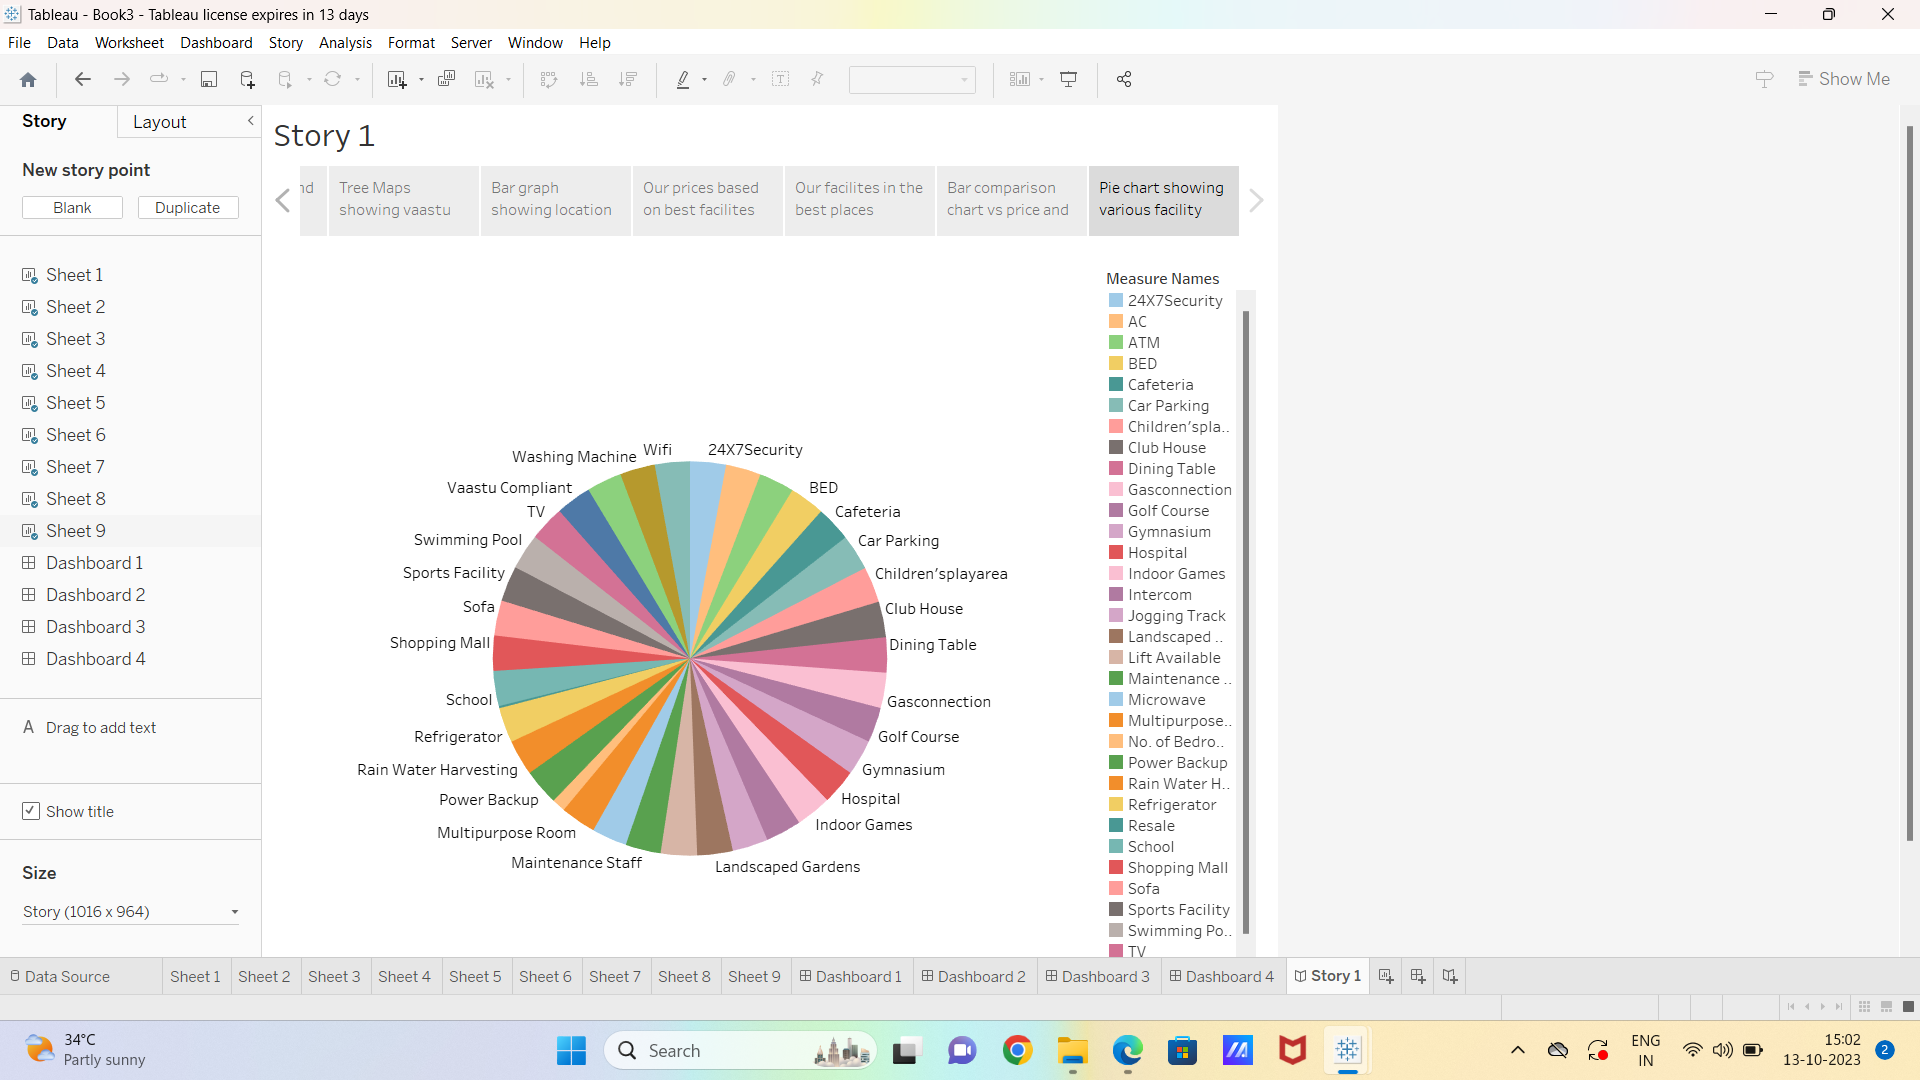 Tableau - Book3 - Tableau license expires in 13 days
File Data Worksheet Dashboard Story Analysis Format Server Window Help
Show Me
Story
Layout
New story point
Blank
Duplicate
Sheet 1
Sheet 2
Sheet 3
Sheet 4
Sheet 5
Sheet 6
Sheet 7
Sheet 8
Sheet 9
Dashboard 1
Dashboard 2
Dashboard 3
Dashboard 4
A Drag to add text
Show title
Size
Story (1016 x 964)
Story 1
nd
Tree Maps
showing vaastu
Bar graph
showing location
Our prices based
on best facilites
Our facilites in the
best places
Bar comparison
chart vs price and
Pie chart showing
various facility
Wifi
24X7Security
Washing Machine
Vaastu Compliant
BED
TV
Cafeteria
Swimming Pool
Car Parking
Sports Facility
Children'splayarea
Sofa
Club House
Shopping Mall
Dining Table
School
Gasconnection
Refrigerator
Golf Course
Rain Water Harvesting
Gymnasium
Power Backup
Hospital
Multipurpose Room
Indoor Games
Maintenance Staff
Landscaped Gardens
Measure Names
24X7Security
AC
ATM
BED
Cafeteria
Car Parking
Children'spla..
Club House
Dining Table
Gasconnection
Golf Course
Gymnasium
Hospital
Indoor Games
Intercom
Jogging Track
Landscaped ..
Lift Available
Maintenance ..
Microwave
Multipurpose..
No. of Bedro..
Power Backup
Rain Water H..
Refrigerator
Resale
School
Shopping Mall
Sofa
Sports Facility
Swimming Po..
TV
Data Source Sheet 1 Sheet 2 Sheet 3 Sheet 4 Sheet 5 Sheet 6 Sheet 7 Sheet 8 Sheet 9 Dashboard 1 Dashboard 2 Dashboard 3 Dashboard 4 Story 1
34°C
Partly sunny
Search
ENG
IN
15:02
13-10-2023
2